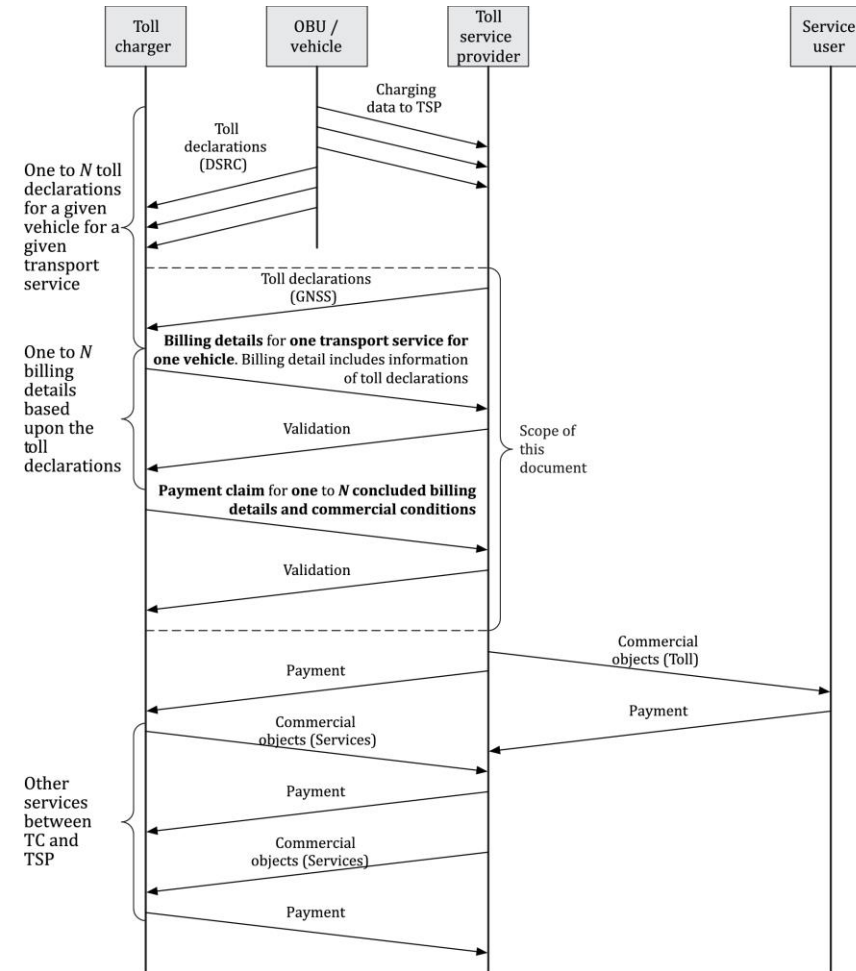 Toll
charger
OBU /
vehicle
Toll
service
provider
Service
user
Charging
data to TSP
Toll
declarations
(DSRC)
One to N toll
declarations
for a given
vehicle for a
given
transport
service
Toll declarations
(GNSS)
Billing details for one transport service for
one vehicle. Billing detail includes information
of toll declarations
One to N
billing
details
based
upon the
toll
declarations
Validation
Scope of
this
document
Payment claim for one to N concluded billing
details and commercial conditions
Validation
Commercial
objects (Toll)
Payment
Payment
Commercial
objects (Services)
Other
services
between
TC and
TSP
Payment
Commercial
objects (Services)
Payment